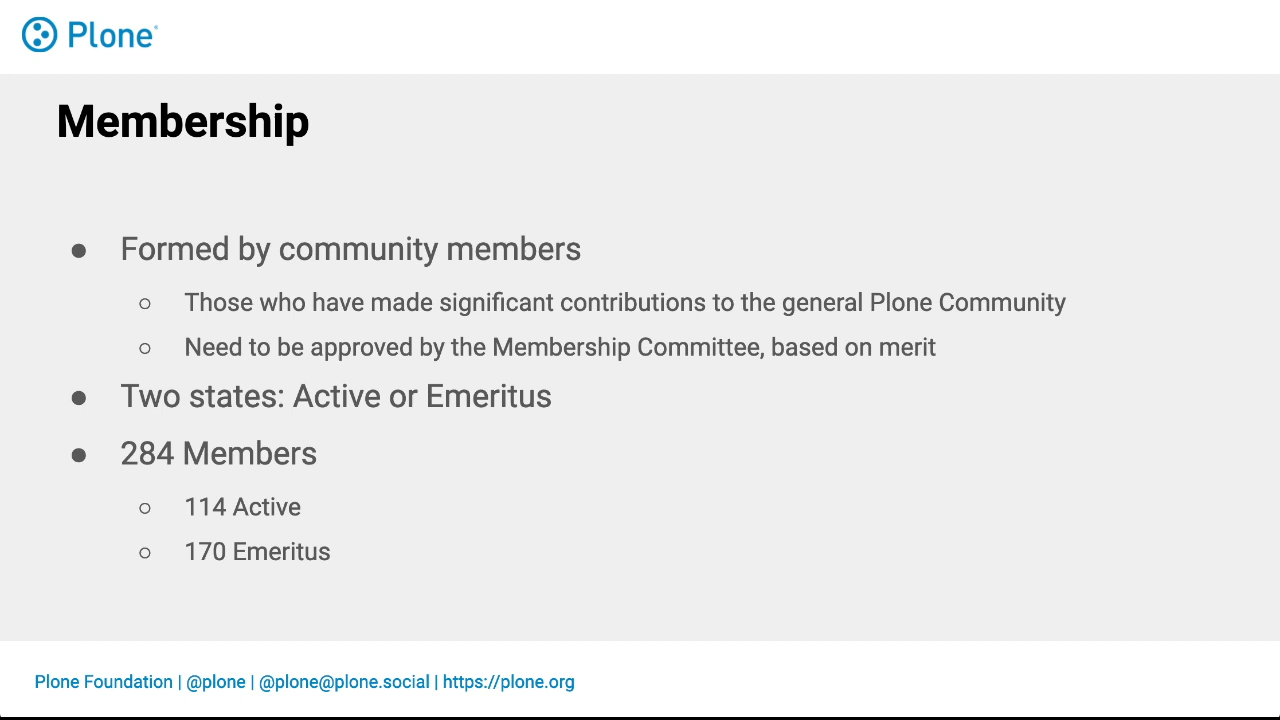 Plone
Membership
● Formed by community members
○ Those who have made significant contributions to the general Plone Community
○ Need to be approved by the Membership Committee, based on merit
● Two states: Active or Emeritus
● 284 Members
○ 114 Active
○ 170 Emeritus
Plone Foundation | @plone | @plone@plone.social | https://plone.org